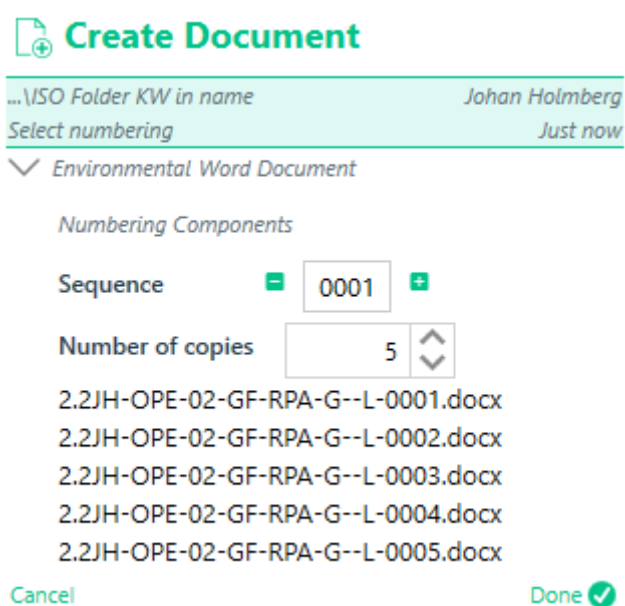 Create Document
...\ISO Folder KW in name Johan Holmberg
Select numbering Just now
Environmental Word Document
Numbering Components
Sequence 0001
Number of copies 5
2.2JH-OPE-02-GF-RPA-G--L-0001.docx
2.2JH-OPE-02-GF-RPA-G--L-0002.docx
2.2JH-OPE-02-GF-RPA-G--L-0003.docx
2.2JH-OPE-02-GF-RPA-G--L-0004.docx
2.2JH-OPE-02-GF-RPA-G--L-0005.docx
Cancel Done